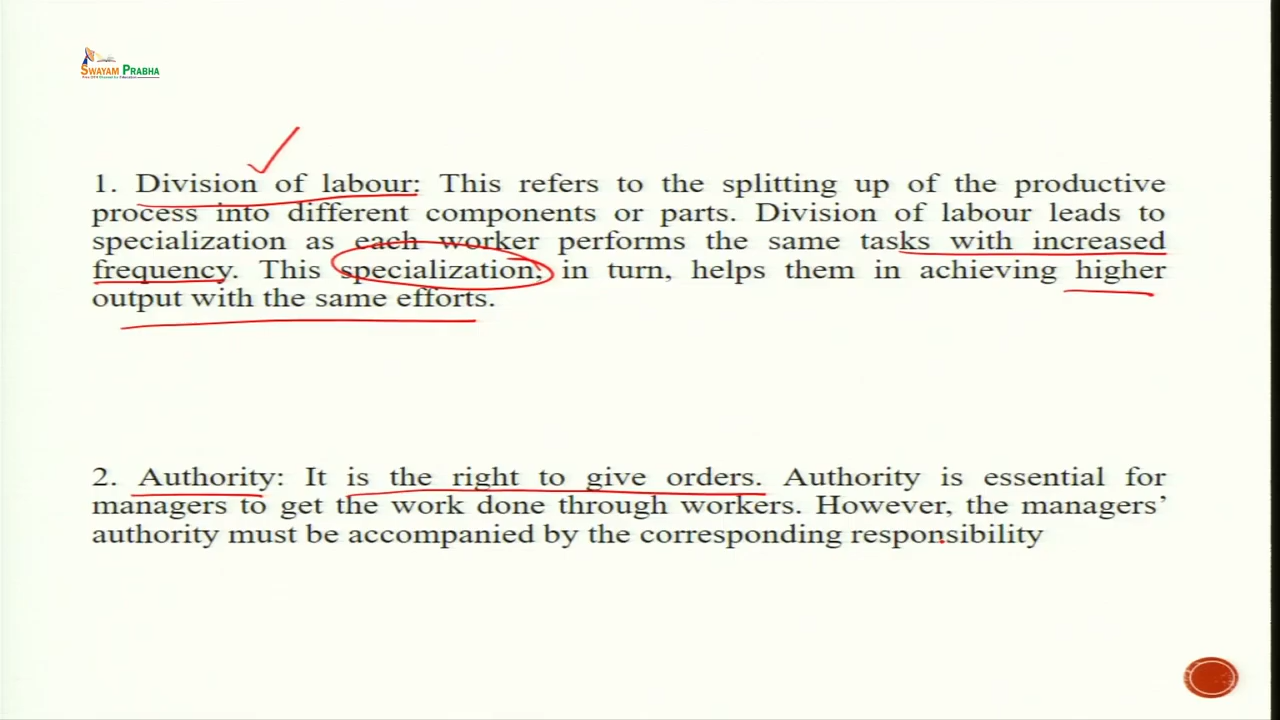 SWAYAM PRABHA
1. Division of labour: This refers to the splitting up of the productive
process into different components or parts. Division of labour leads to
specialization as each worker performs the same tasks with increased
frequency. This specialization, in turn, helps them in achieving higher
output with the same efforts.
2. Authority: It is the right to give orders. Authority is essential for
managers to get the work done through workers. However, the managers’
authority must be accompanied by the corresponding responsibility